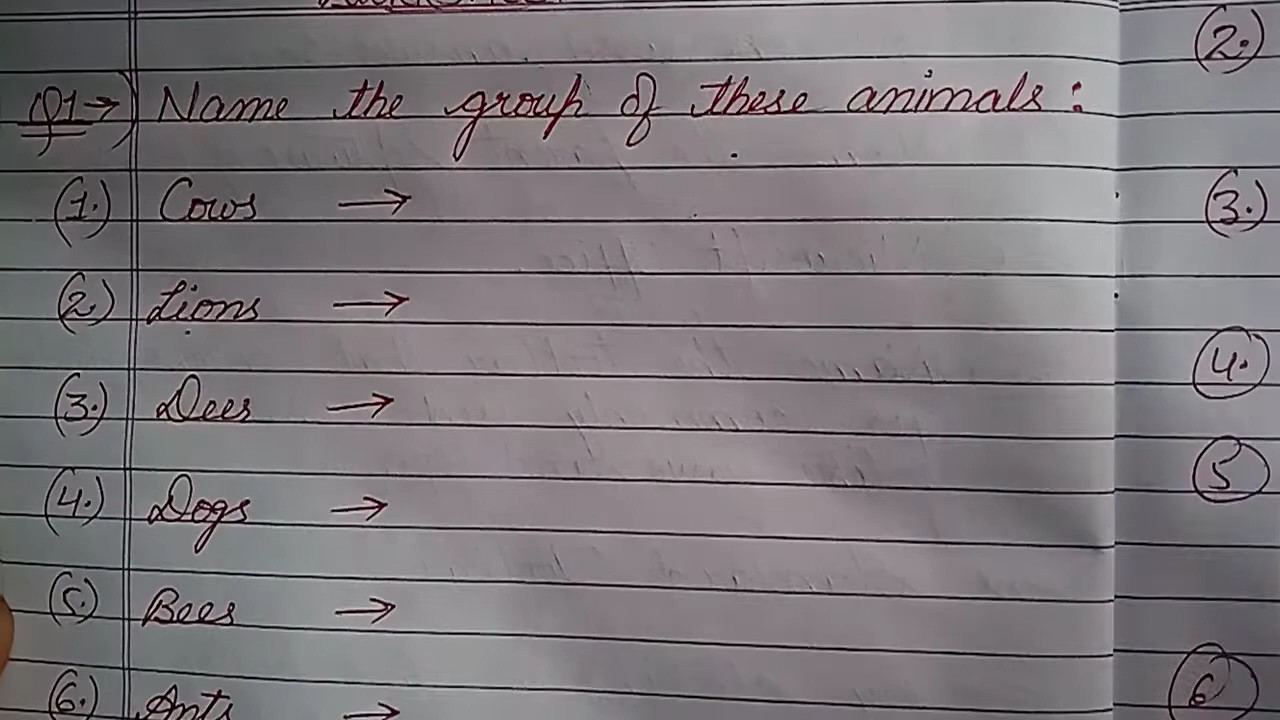 Q1→) Name the group of these animals:
(1.) Cows →
(2.) Lions →
(3.) Deer →
(4.) Dogs →
(5.) Bees →
(6.) Ants →
(2.)
(3.)
4.
5
6